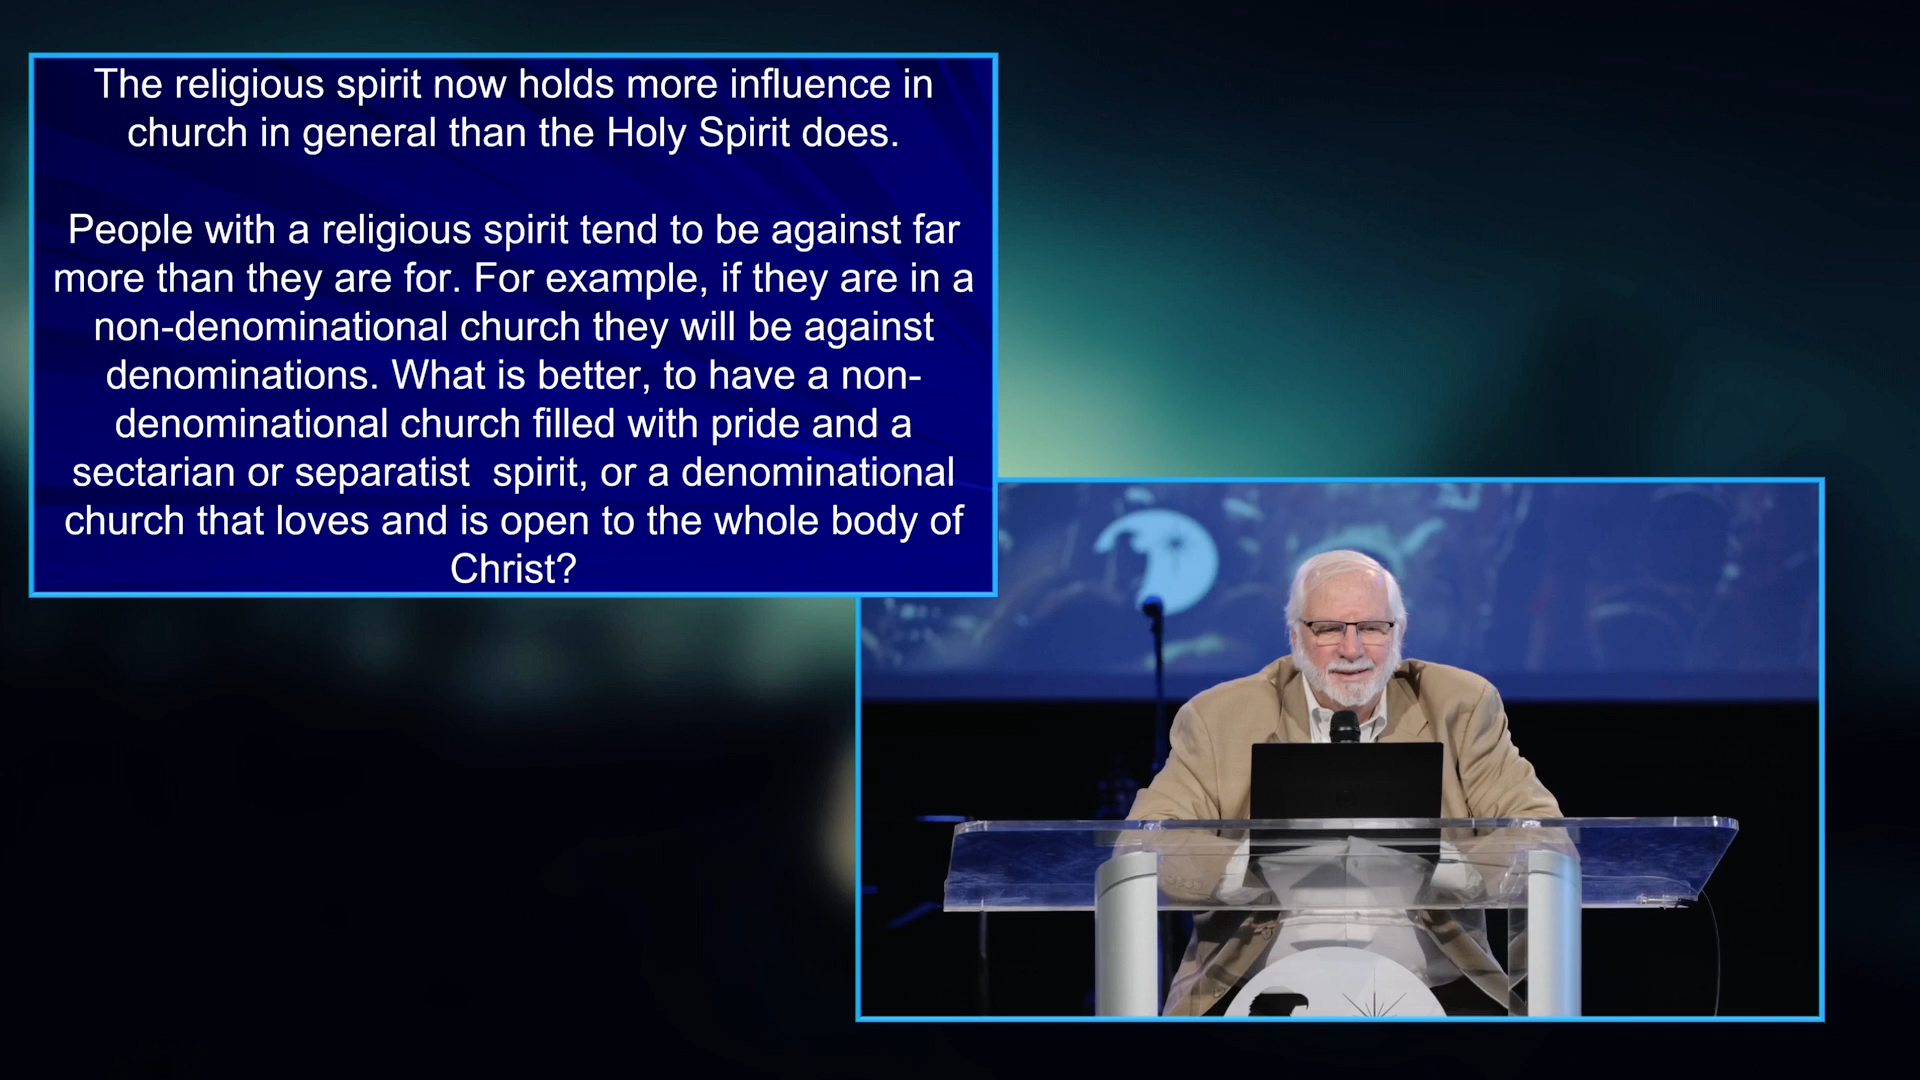 The religious spirit now holds more influence in
church in general than the Holy Spirit does.
People with a religious spirit tend to be against far
more than they are for. For example, if they are in a
non-denominational church they will be against
denominations. What is better, to have a non-
denominational church filled with pride and a
sectarian or separatist  spirit, or a denominational
church that loves and is open to the whole body of
Christ?